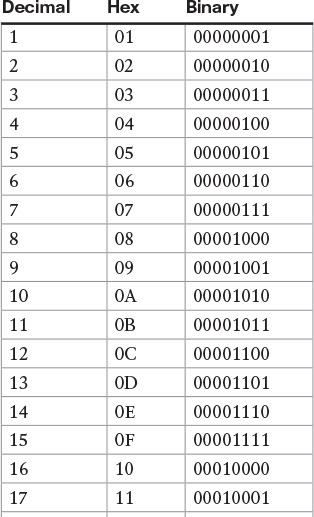 Decimal Hex Binary
1 01 00000001
2 02 00000010
3 03 00000011
4 04 00000100
5 05 00000101
6 06 00000110
7 07 00000111
8 08 00001000
9 09 00001001
10 0A 00001010
11 0B 00001011
12 0C 00001100
13 0D 00001101
14 0E 00001110
15 0F 00001111
16 10 00010000
17 11 00010001